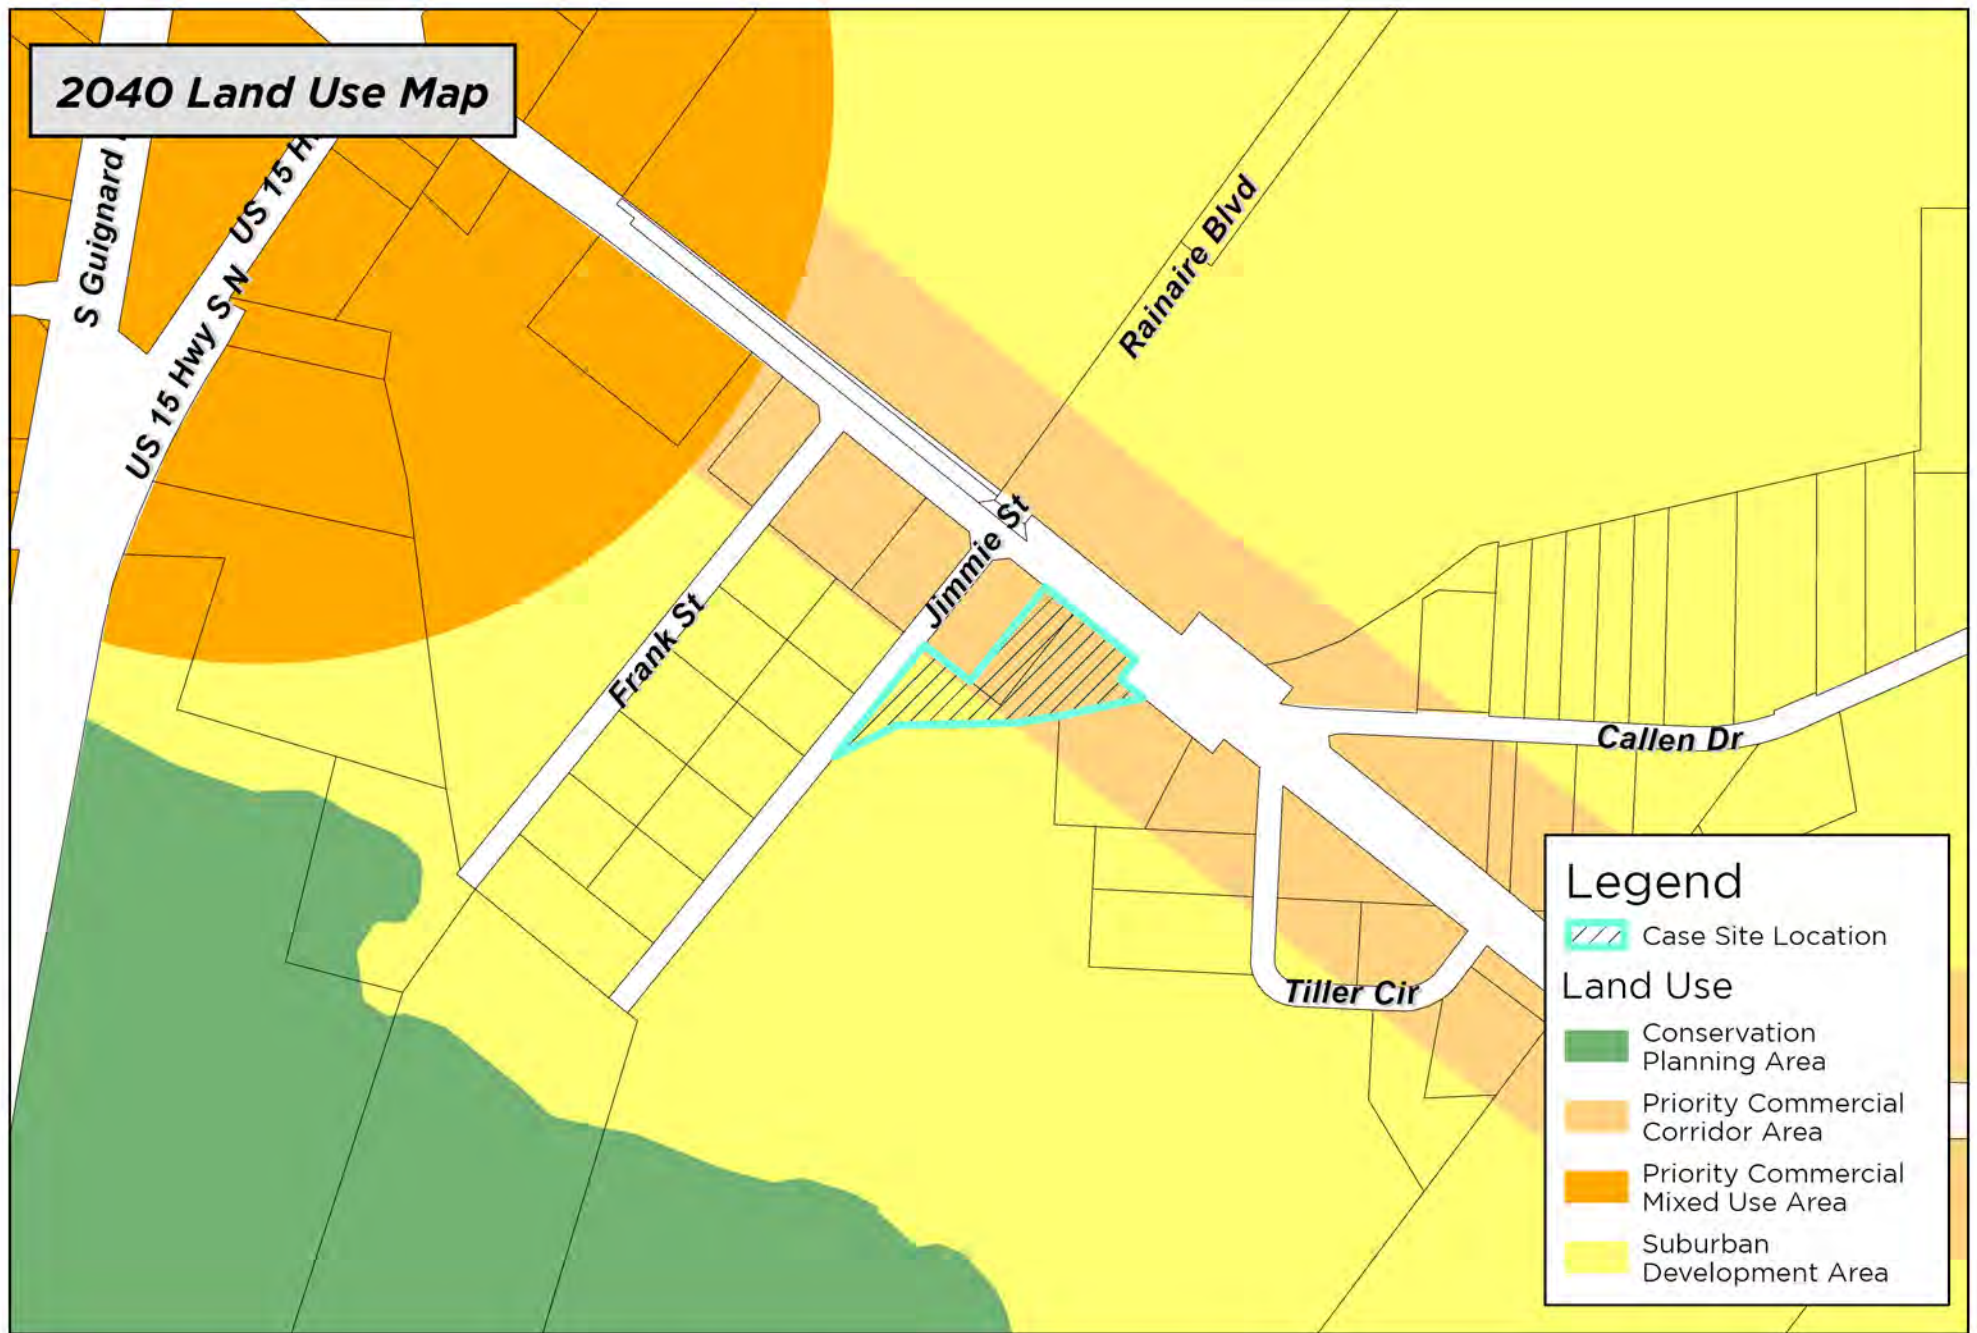 2040 Land Use Map
S Guignard
US 15
US 15 Hwy S N
Rainaire Blvd
Jimmie St
Frank St
Callen Dr
Tiller Cir
Legend
Case Site Location
Land Use
Conservation
Planning Area
Priority Commercial
Corridor Area
Priority Commercial
Mixed Use Area
Suburban
Development Area